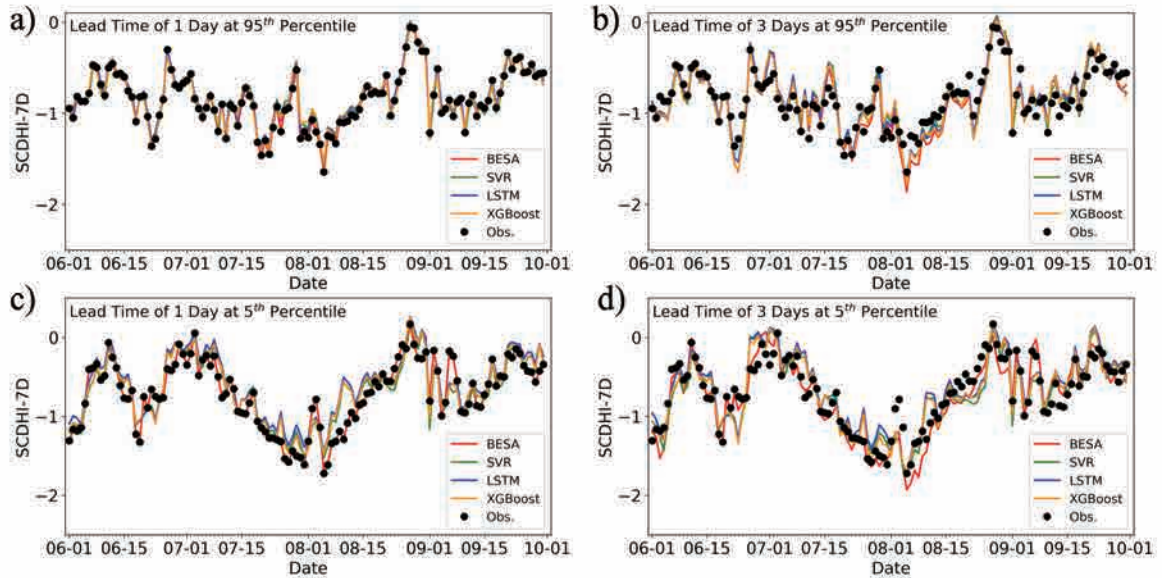 a)
Lead Time of 1 Day at 95th Percentile
0
−1
−2
SCDHI-7D
BESA
SVR
LSTM
XGBoost
Obs.
06-01 06-15 07-01 07-15 08-01 08-15 09-01 09-15 10-01
Date
b)
Lead Time of 3 Days at 95th Percentile
0
−1
−2
SCDHI-7D
BESA
SVR
LSTM
XGBoost
Obs.
06-01 06-15 07-01 07-15 08-01 08-15 09-01 09-15 10-01
Date
c)
Lead Time of 1 Day at 5th Percentile
0
−1
−2
SCDHI-7D
BESA
SVR
LSTM
XGBoost
Obs.
06-01 06-15 07-01 07-15 08-01 08-15 09-01 09-15 10-01
Date
d)
Lead Time of 3 Days at 5th Percentile
0
−1
−2
SCDHI-7D
BESA
SVR
LSTM
XGBoost
Obs.
06-01 06-15 07-01 07-15 08-01 08-15 09-01 09-15 10-01
Date